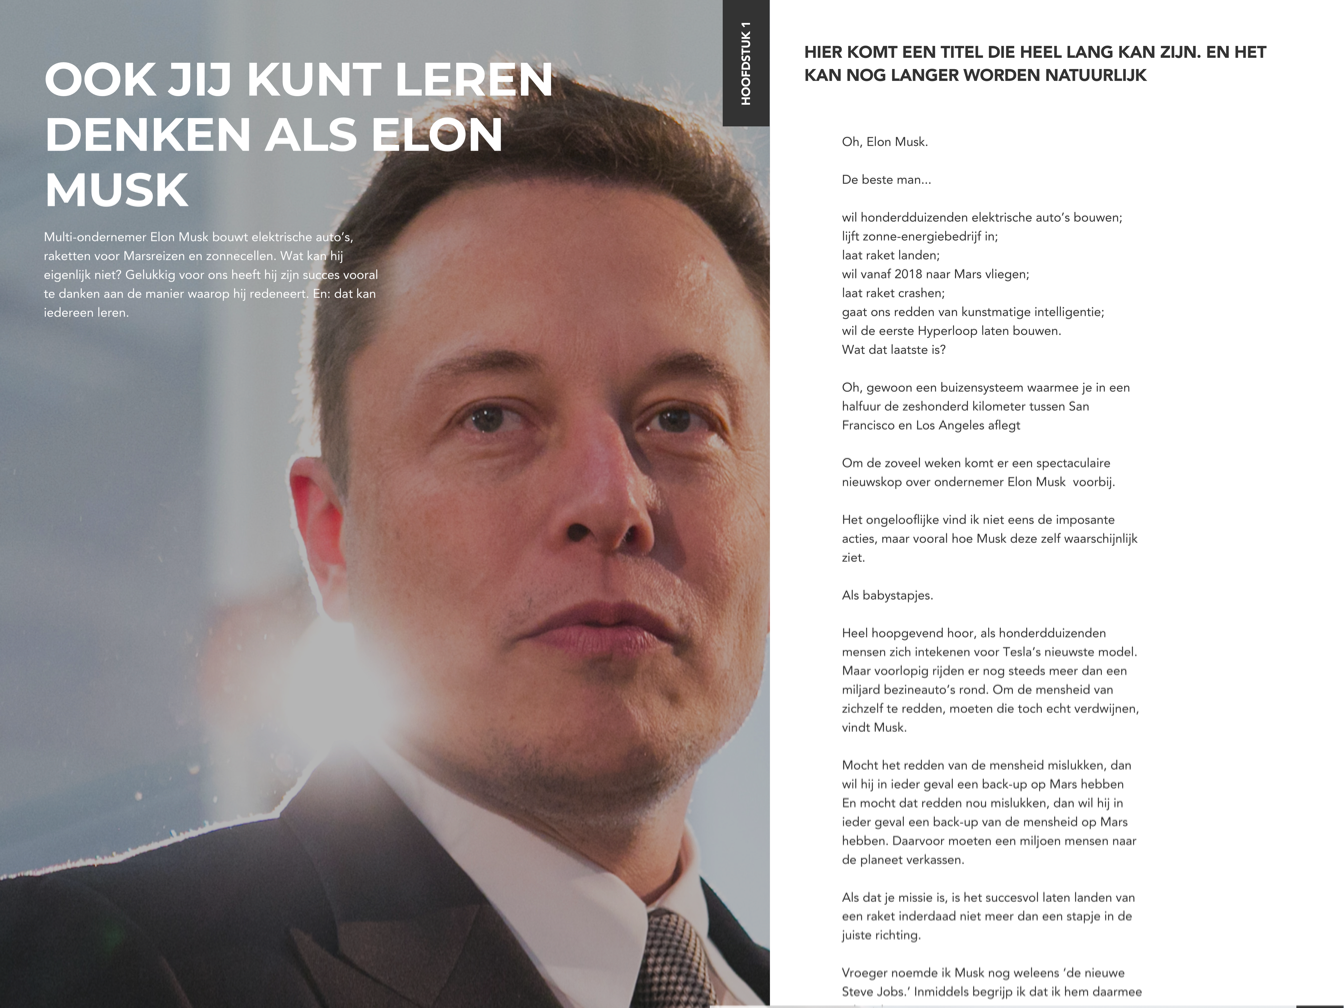 OOK JIJ KUNT LEREN
DENKEN ALS ELON
MUSK
Multi-ondernemer Elon Musk bouwt elektrische auto’s,
raketten voor Marsreizen en zonnecellen. Wat kan hij
eigenlijk niet? Gelukkig voor ons heeft hij zijn succes vooral
te danken aan de manier waarop hij redeneert. En: dat kan
iedereen leren.
HOOFDSTUK 1
HIER KOMT EEN TITEL DIE HEEL LANG KAN ZIJN. EN HET
KAN NOG LANGER WORDEN NATUURLIJK
Oh, Elon Musk.
De beste man...
wil honderdduizenden elektrische auto’s bouwen;
lijft zonne-energiebedrijf in;
laat raket landen;
wil vanaf 2018 naar Mars vliegen;
laat raket crashen;
gaat ons redden van kunstmatige intelligentie;
wil de eerste Hyperloop laten bouwen.
Wat dat laatste is?
Oh, gewoon een buizensysteem waarmee je in een
halfuur de zeshonderd kilometer tussen San
Francisco en Los Angeles aflegt
Om de zoveel weken komt er een spectaculaire
nieuwskop over ondernemer Elon Musk  voorbij.
Het ongelooflijke vind ik niet eens de imposante
acties, maar vooral hoe Musk deze zelf waarschijnlijk
ziet.
Als babystapjes.
Heel hoopgevend hoor, als honderdduizenden
mensen zich intekenen voor Tesla’s nieuwste model.
Maar voorlopig rijden er nog steeds meer dan een
miljard bezineauto’s rond. Om de mensheid van
zichzelf te redden, moeten die toch echt verdwijnen,
vindt Musk.
Mocht het redden van de mensheid mislukken, dan
wil hij in ieder geval een back-up op Mars hebben
En mocht dat redden nou mislukken, dan wil hij in
ieder geval een back-up van de mensheid op Mars
hebben. Daarvoor moeten een miljoen mensen naar
de planeet verkassen.
Als dat je missie is, is het succesvol laten landen van
een raket inderdaad niet meer dan een stapje in de
juiste richting.
Vroeger noemde ik Musk nog weleens ‘de nieuwe
Steve Jobs.’ Inmiddels begrijp ik dat ik hem daarmee